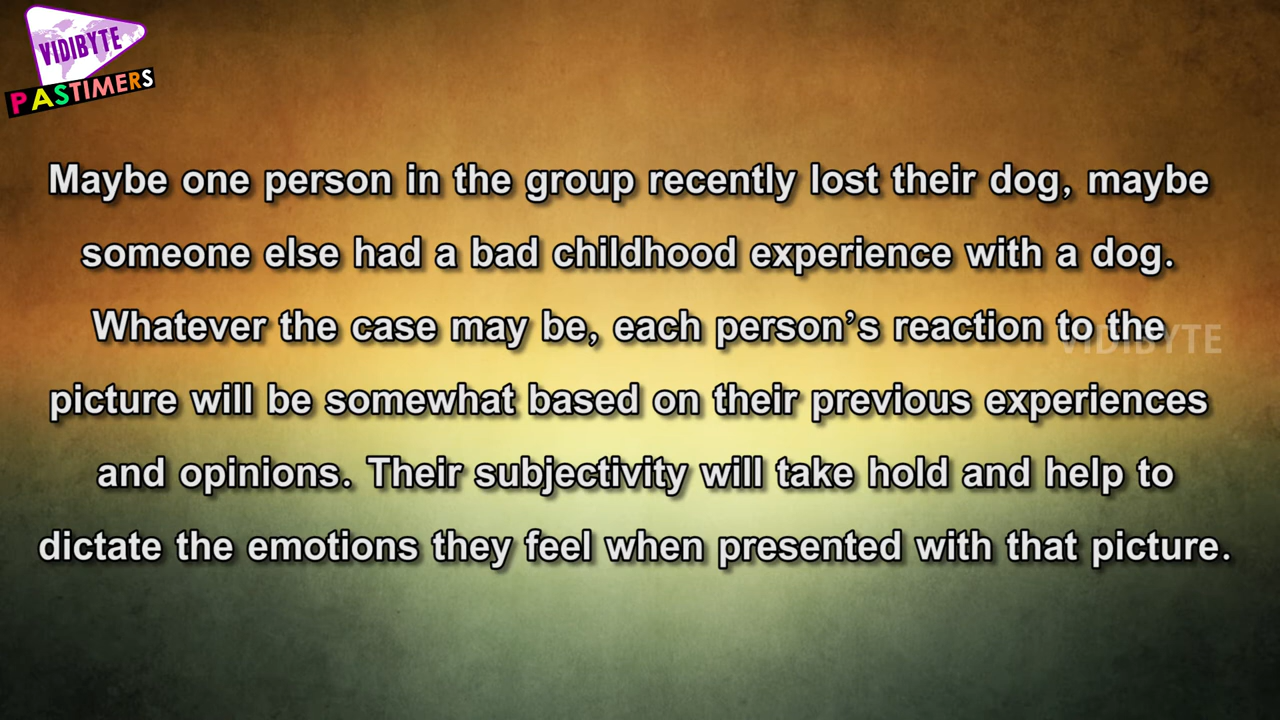 VIDIBYTE
PASTIMERS
Maybe one person in the group recently lost their dog, maybe
someone else had a bad childhood experience with a dog.
Whatever the case may be, each person’s reaction to the
VIDIBYTE
picture will be somewhat based on their previous experiences
and opinions. Their subjectivity will take hold and help to
dictate the emotions they feel when presented with that picture.